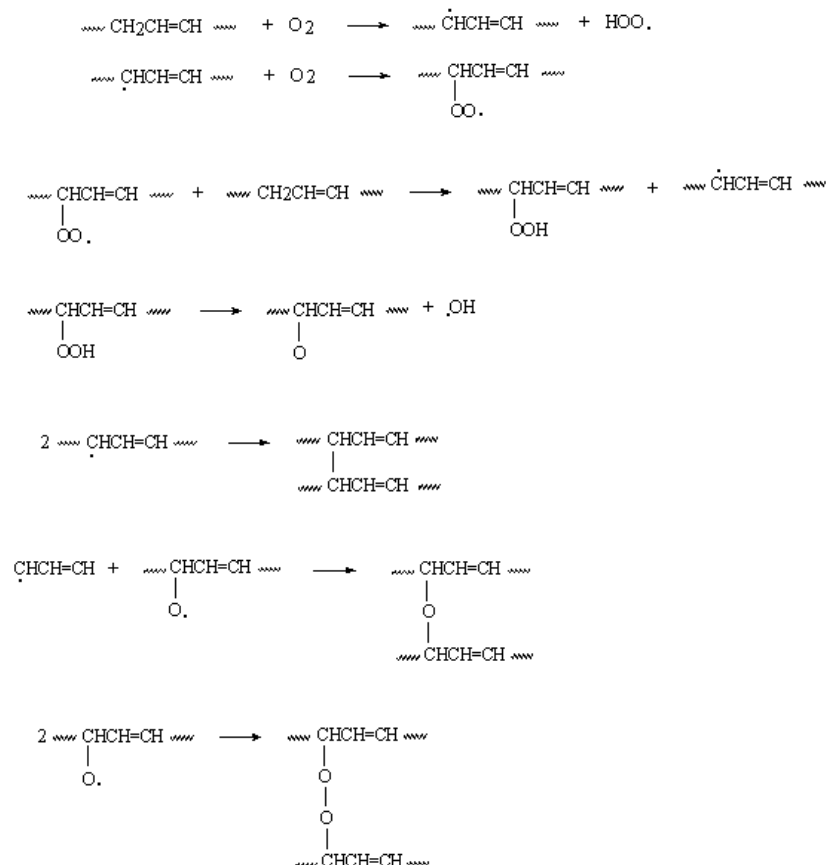 CH2CH=CH + O2 → ĊHCH=CH + HOO.
.CHCH=CH + O2 → CHCH=CH
OO.
CHCH=CH + CH2CH=CH → CHCH=CH + ĊHCH=CH
OO. OOH
CHCH=CH → CHCH=CH + .OH
OOH O
2 .CHCH=CH → CHCH=CH
CHCH=CH
.CHCH=CH + CHCH=CH → CHCH=CH
O. O
CHCH=CH
2 CHCH=CH → CHCH=CH
O. O
O
CHCH=CH